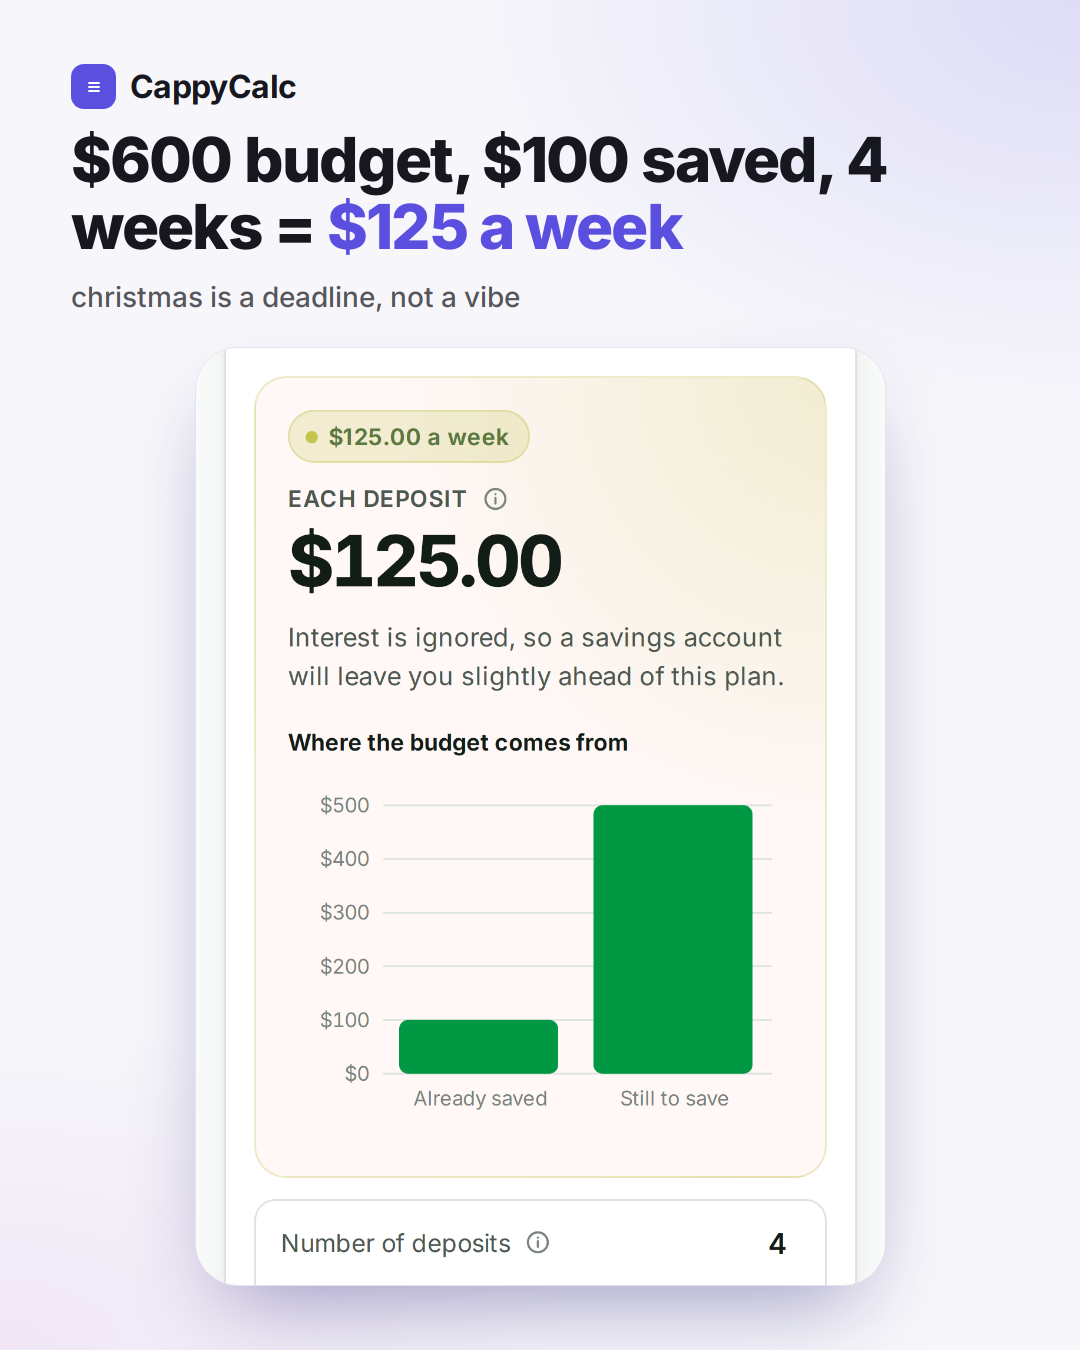 CappyCalc
$600 budget, $100 saved, 4
weeks = $125 a week
christmas is a deadline, not a vibe
$125.00 a week
EACH DEPOSIT
$125.00
Interest is ignored, so a savings account
will leave you slightly ahead of this plan.
Where the budget comes from
$500
$400
$300
$200
$100
$0
Already saved
Still to save
Number of deposits
4